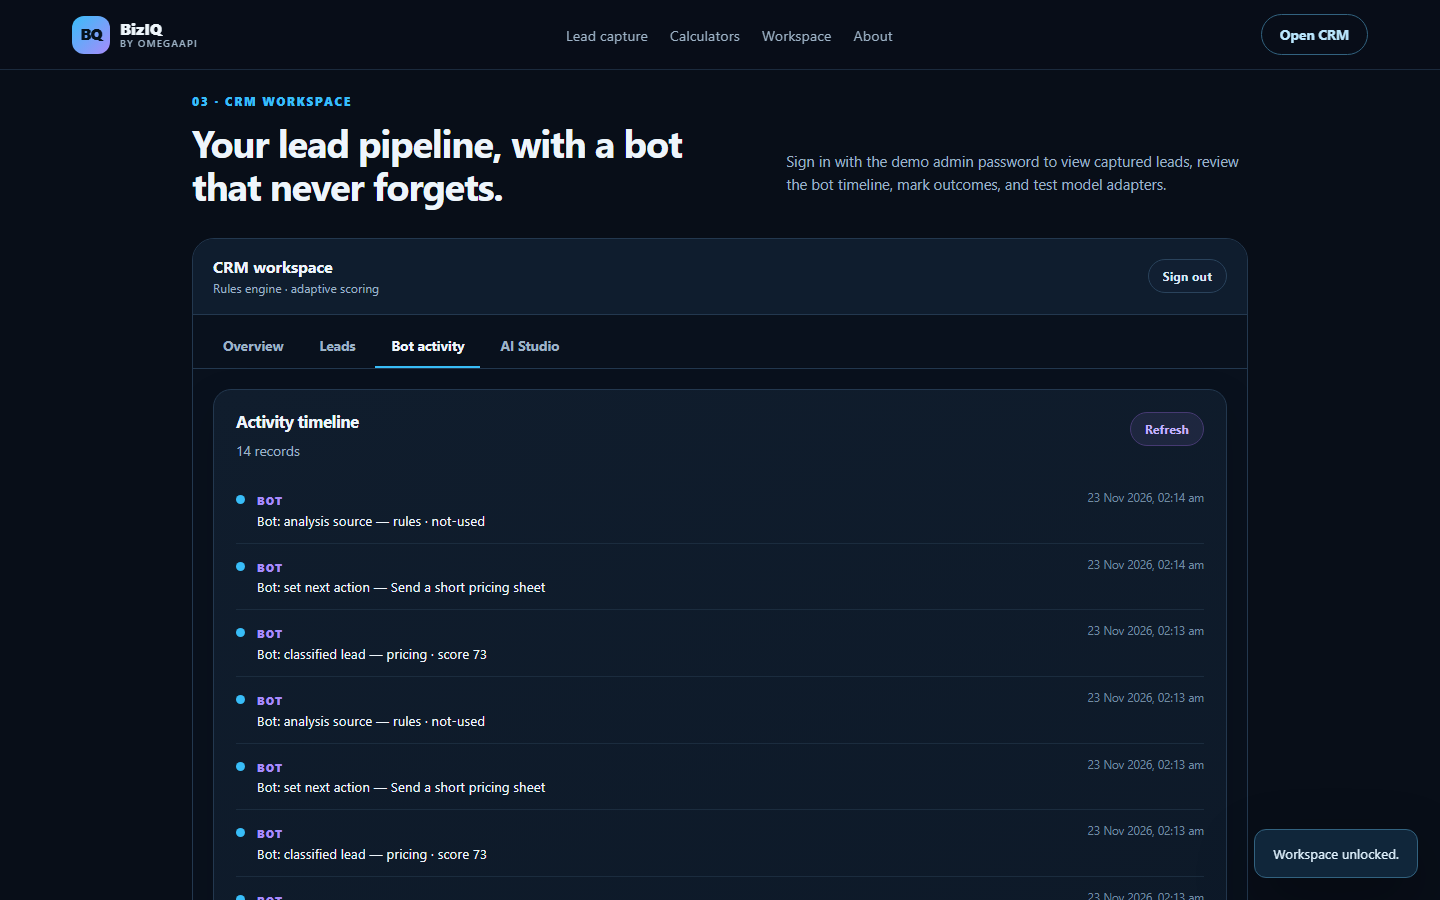 BQ
BizIQ
BY OMEGAAPI
Lead capture
Calculators
Workspace
About
Open CRM
03 · CRM WORKSPACE
Your lead pipeline, with a bot
that never forgets.
Sign in with the demo admin password to view captured leads, review
the bot timeline, mark outcomes, and test model adapters.
CRM workspace
Rules engine · adaptive scoring
Sign out
Overview
Leads
Bot activity
AI Studio
Activity timeline
14 records
Refresh
BOT
23 Nov 2026, 02:14 am
Bot: analysis source — rules · not-used
BOT
23 Nov 2026, 02:14 am
Bot: set next action — Send a short pricing sheet
BOT
23 Nov 2026, 02:13 am
Bot: classified lead — pricing · score 73
BOT
23 Nov 2026, 02:13 am
Bot: analysis source — rules · not-used
BOT
23 Nov 2026, 02:13 am
Bot: set next action — Send a short pricing sheet
BOT
23 Nov 2026, 02:13 am
Bot: classified lead — pricing · score 73
BOT
23 Nov 2026, 02:13 am
Workspace unlocked.